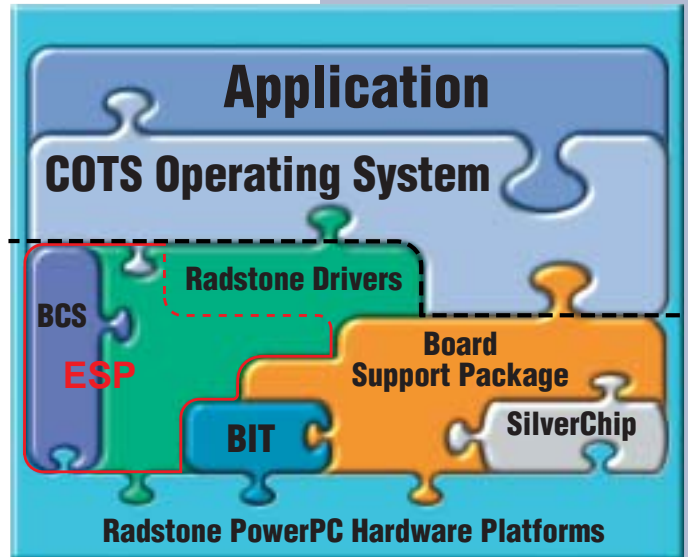 Application
COTS Operating System
Radstone Drivers
BCS
ESP
Board
Support Package
BIT
SilverChip
Radstone PowerPC Hardware Platforms